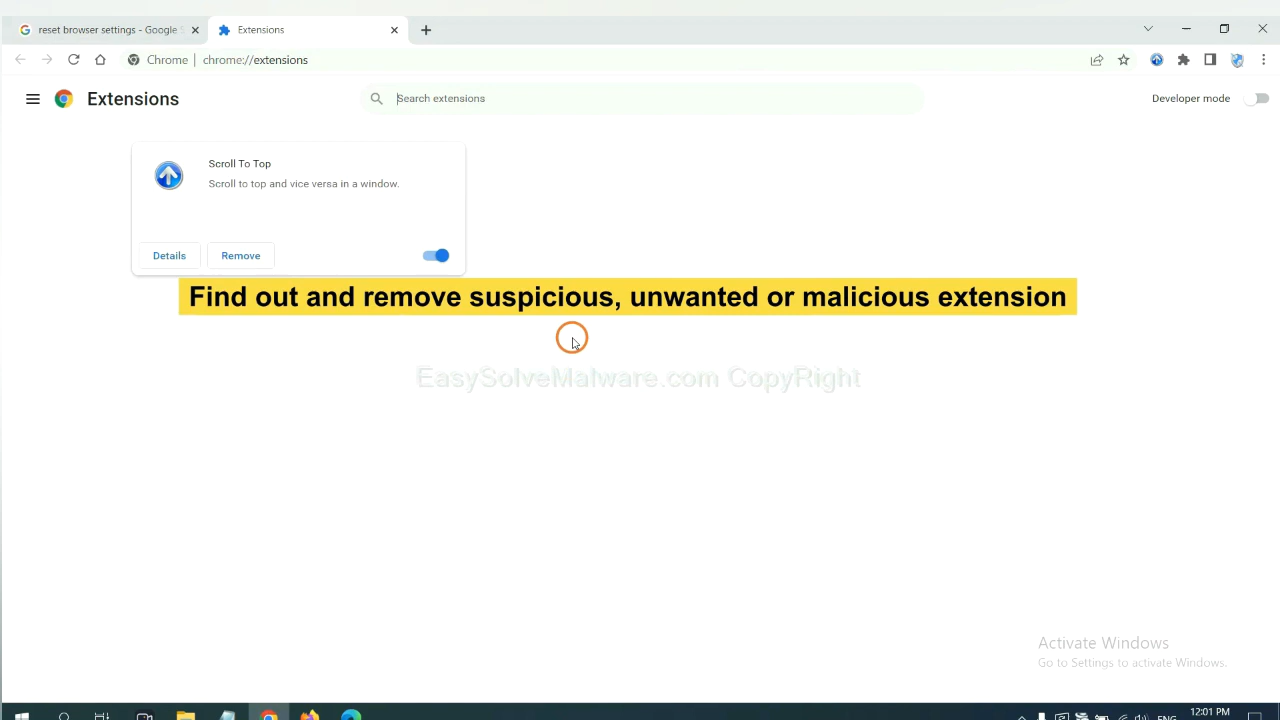 reset browser settings - Google
Extensions
Chrome
chrome://extensions
Extensions
Search extensions
Developer mode
Scroll To Top
Scroll to top and vice versa in a window.
Details
Remove
Find out and remove suspicious, unwanted or malicious extension
EasySolveMalware.com CopyRight
Activate Windows
Go to Settings to activate Windows.
ENG
12:01 PM